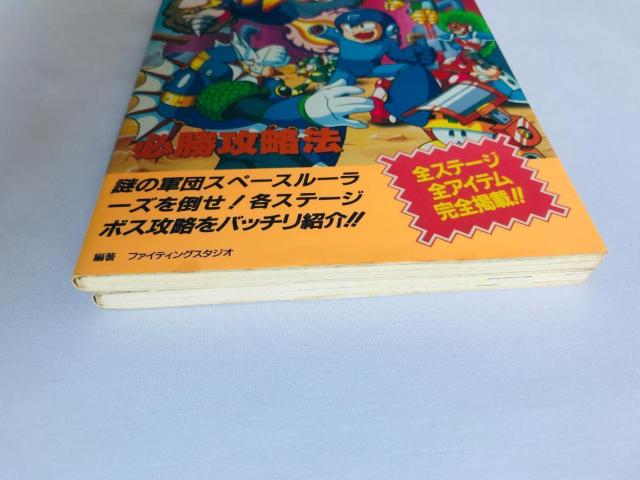 必勝攻略法
謎の軍団スペースルーラ
ーズを倒せ！各ステージ
ボス攻略をバッチリ紹介!!
全ステージ
全アイテム
完全掲載!!
編著 ファイティングスタジオ